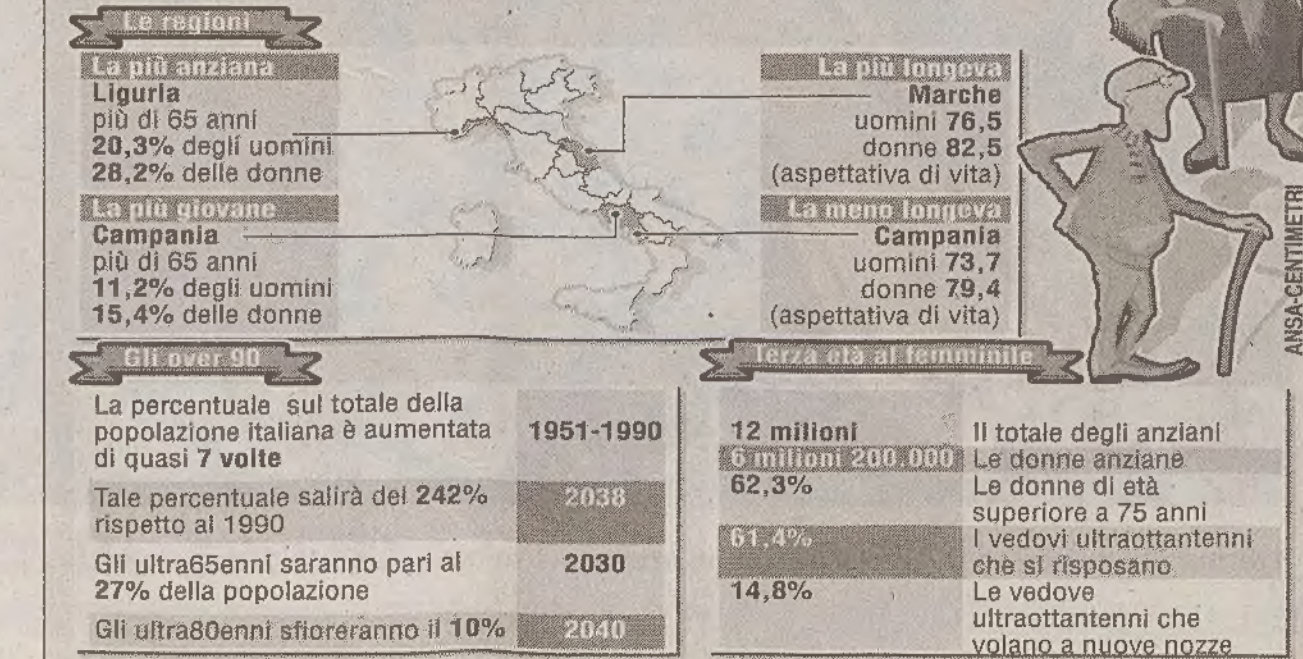 Le regioni
La più anziana
Liguria
più di 65 anni
20,3% degli uomini
28,2% delle donne
La più giovane
Campania
più di 65 anni
11,2% degli uomini
15,4% delle donne
La più longeva
Marche
uomini 76,5
donne 82,5
(aspettativa di vita)
La meno longeva
Campania
uomini 73,7
donne 79,4
(aspettativa di vita)
ANSA-CENTIMETRI
Gli over 90
La percentuale sul totale della
popolazione italiana è aumentata
di quasi 7 volte
1951-1990
Tale percentuale salirà del 242%
rispetto al 1990
2038
Gli ultra65enni saranno pari al
27% della popolazione
2030
Gli ultra80enni sfioreranno il 10%
2040
Terza età al femminile
12 milioni
Il totale degli anziani
6 milioni 200.000
Le donne anziane
62,3%
Le donne di età
superiore a 75 anni
61,4%
I vedovi ultraottantenni
che si risposano
14,8%
Le vedove
ultraottantenni che
volano a nuove nozze